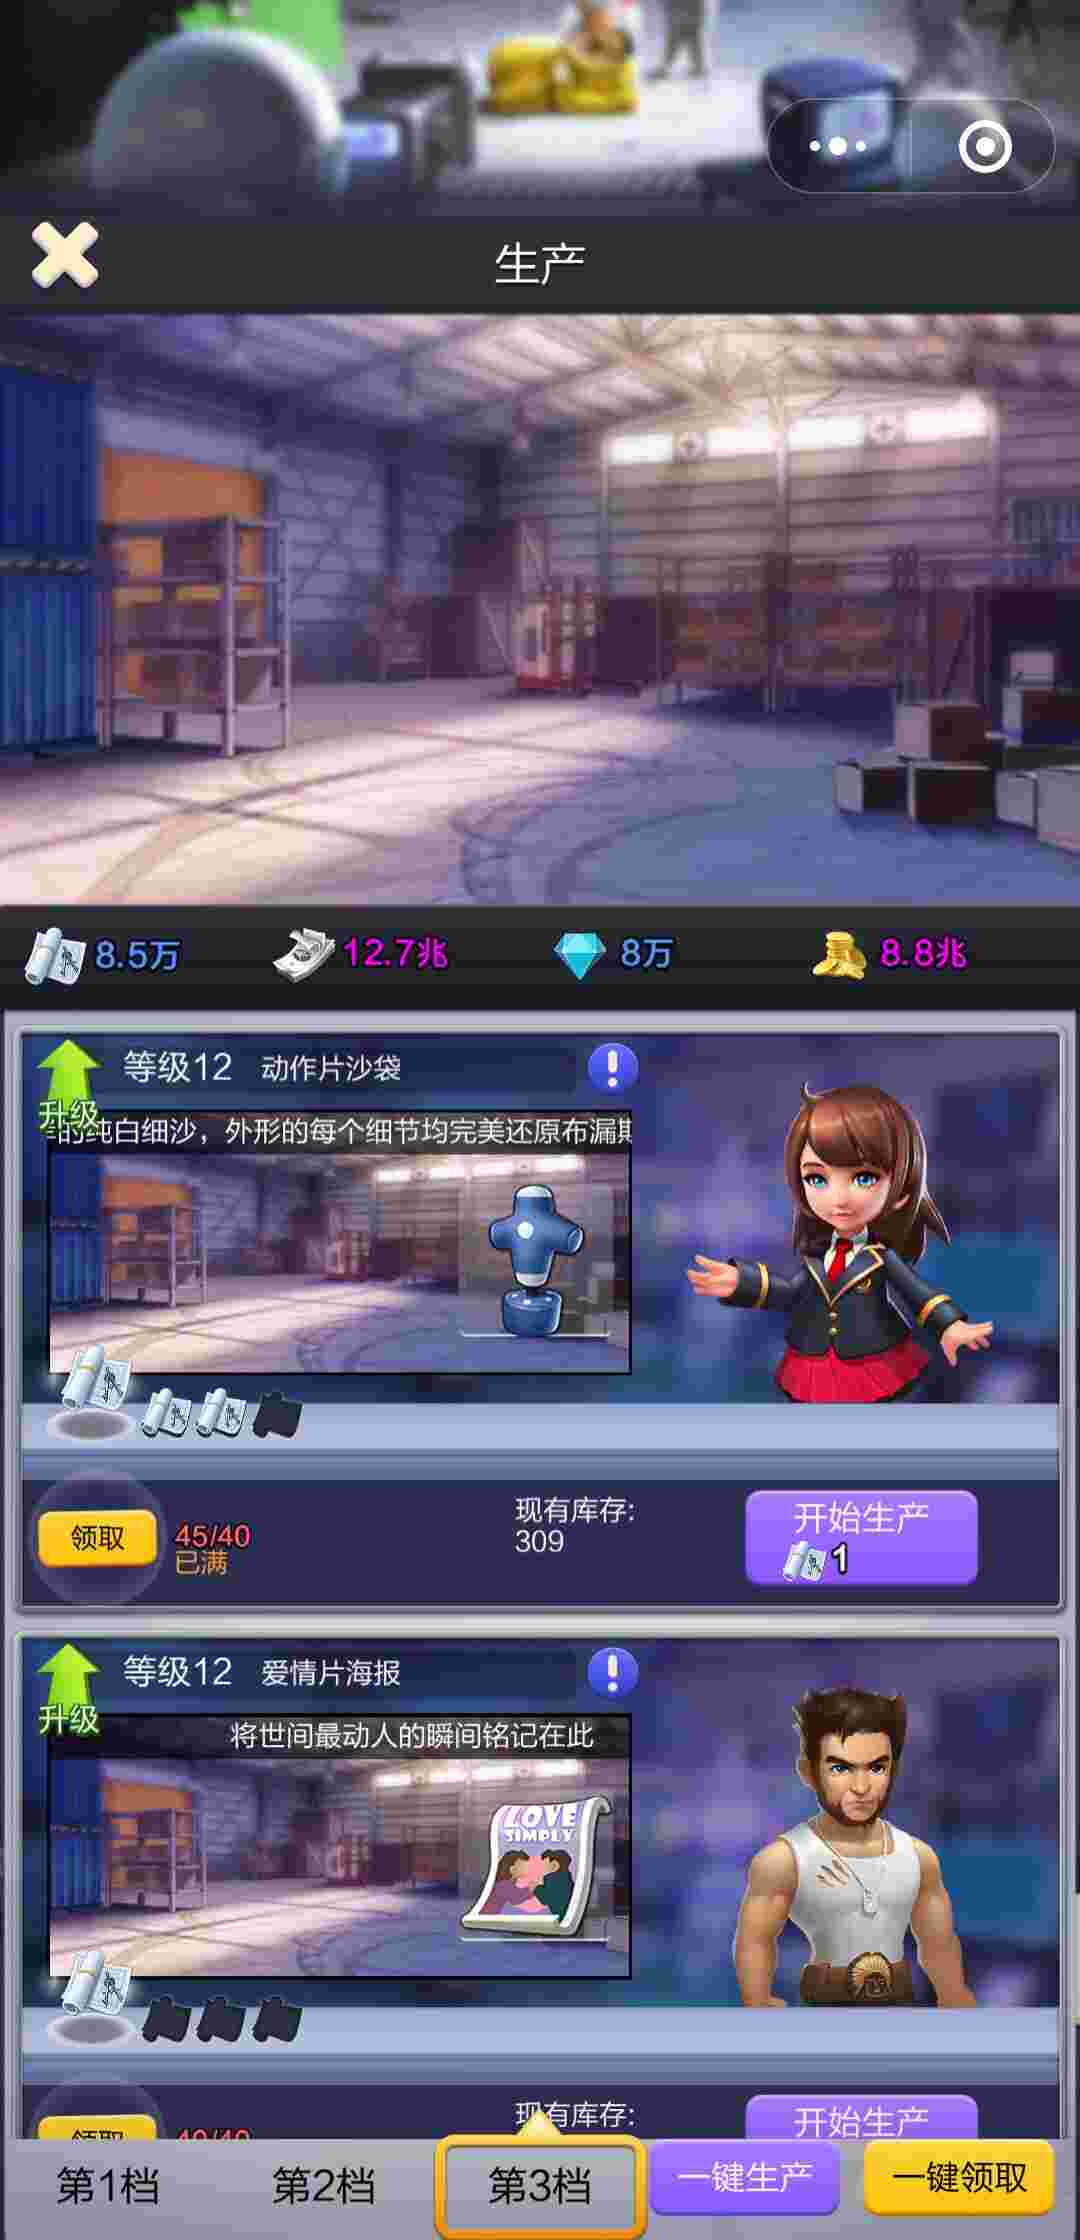 生产
8.5万
12.7兆
8万
8.8兆
等级12 动作片沙袋
升级
的纯白细沙，外形的每个细节均完美还原布漏斯
领取
45/40
已满
现有库存:
309
开始生产
1
等级12 爱情片海报
升级
将世间最动人的瞬间铭记在此
LOVE
SIMPLY
领取
40/40
现有库存:
开始生产
第1档
第2档
第3档
一键生产
一键领取